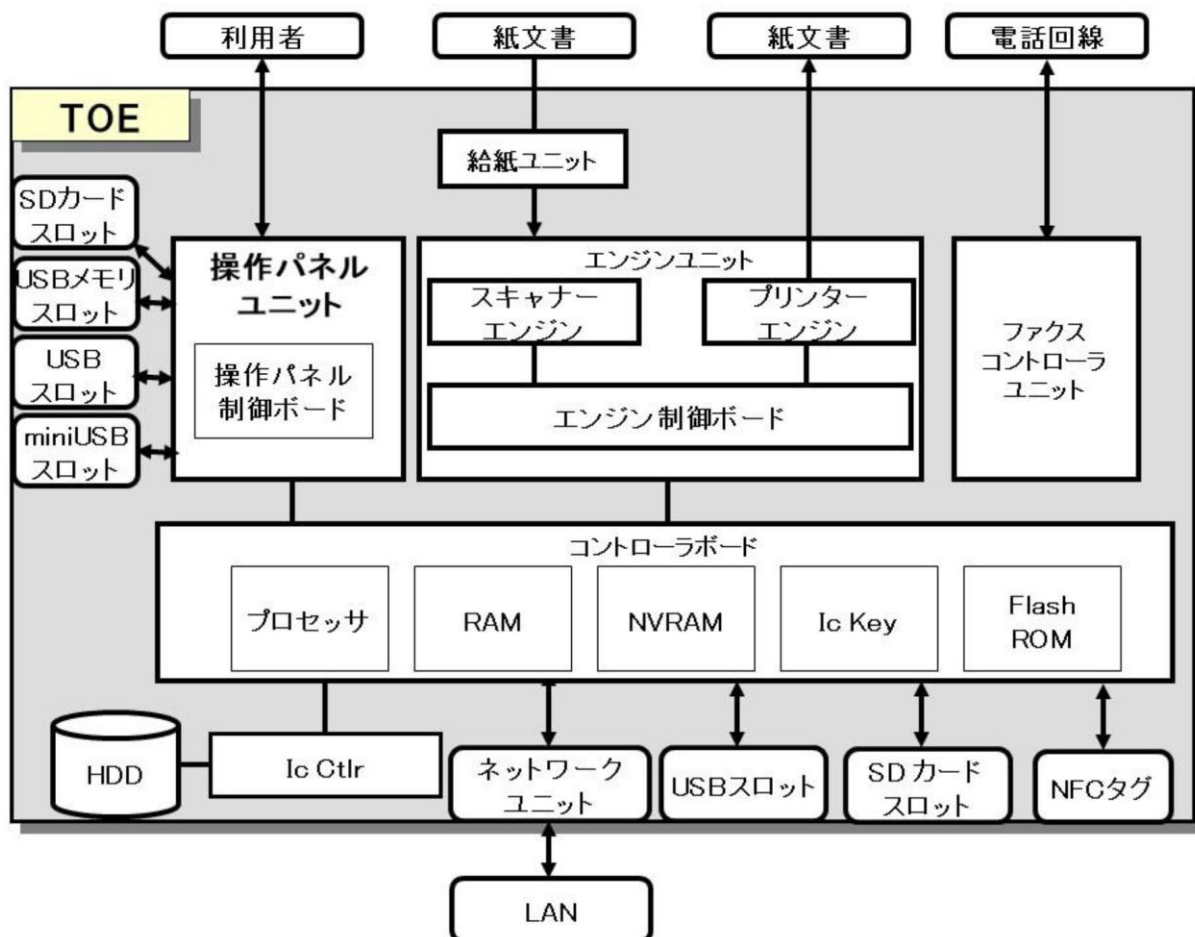 利用者
紙文書
紙文書
電話回線
TOE
給紙ユニット
SDカード
スロット
USBメモリ
スロット
USB
スロット
miniUSB
スロット
操作パネル
ユニット
操作パネル
制御ボード
エンジンユニット
スキャナー
エンジン
プリンター
エンジン
エンジン制御ボード
ファクス
コントローラ
ユニット
コントローラボード
プロセッサ
RAM
NVRAM
Ic Key
Flash
ROM
HDD
Ic Ctlr
ネットワーク
ユニット
USBスロット
SDカード
スロット
NFCタグ
LAN